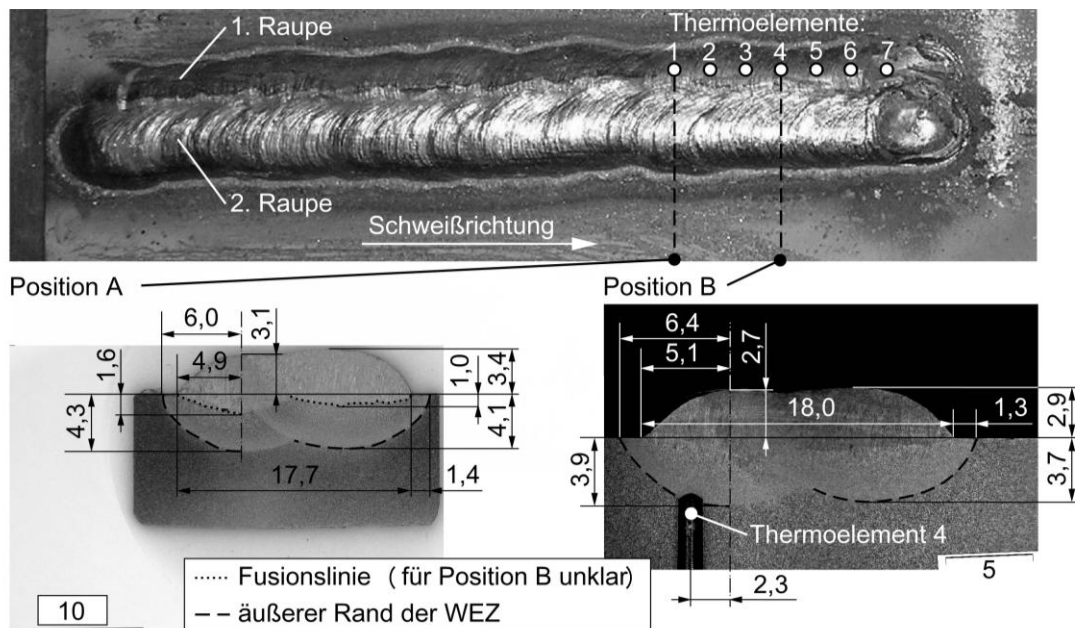 1. Raupe
Thermoelemente:
1 2 3 4 5 6 7
2. Raupe
Schweißrichtung
Position A
Position B
6,0
3,1
4,9
1,6
4,3
1,0
3,4
4,1
17,7
1,4
6,4
5,1
2,7
18,0
1,3
2,9
3,9
3,7
Thermoelement 4
2,3
5
10
Fusionslinie (für Position B unklar)
äußerer Rand der WEZ